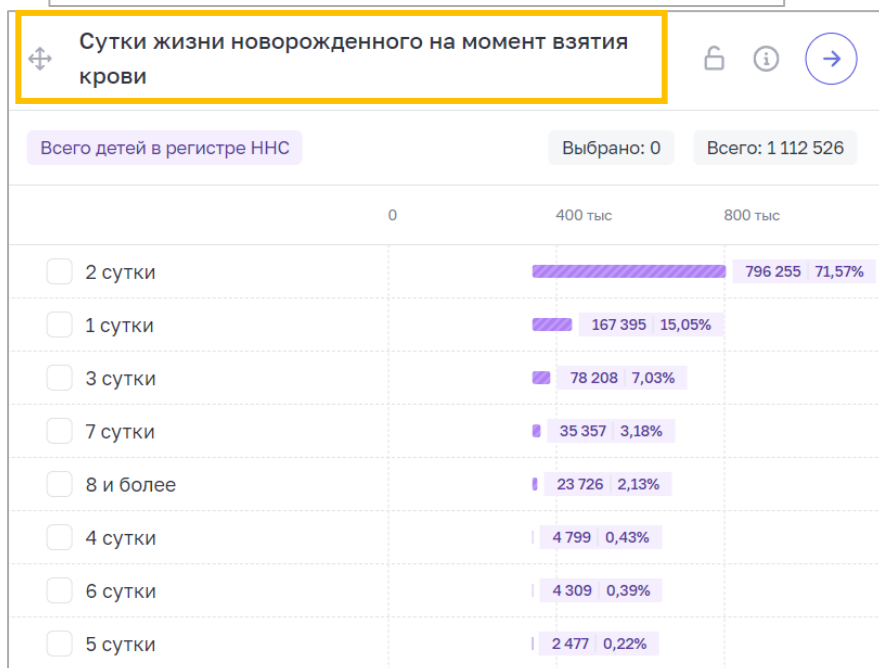 Сутки жизни новорожденного на момент взятия
крови
Всего детей в регистре ННС Выбрано: 0 Всего: 1 112 526
0 400 тыс 800 тыс
2 сутки 796 255 71,57%
1 сутки 167 395 15,05%
3 сутки 78 208 7,03%
7 сутки 35 357 3,18%
8 и более 23 726 2,13%
4 сутки 4 799 0,43%
6 сутки 4 309 0,39%
5 сутки 2 477 0,22%